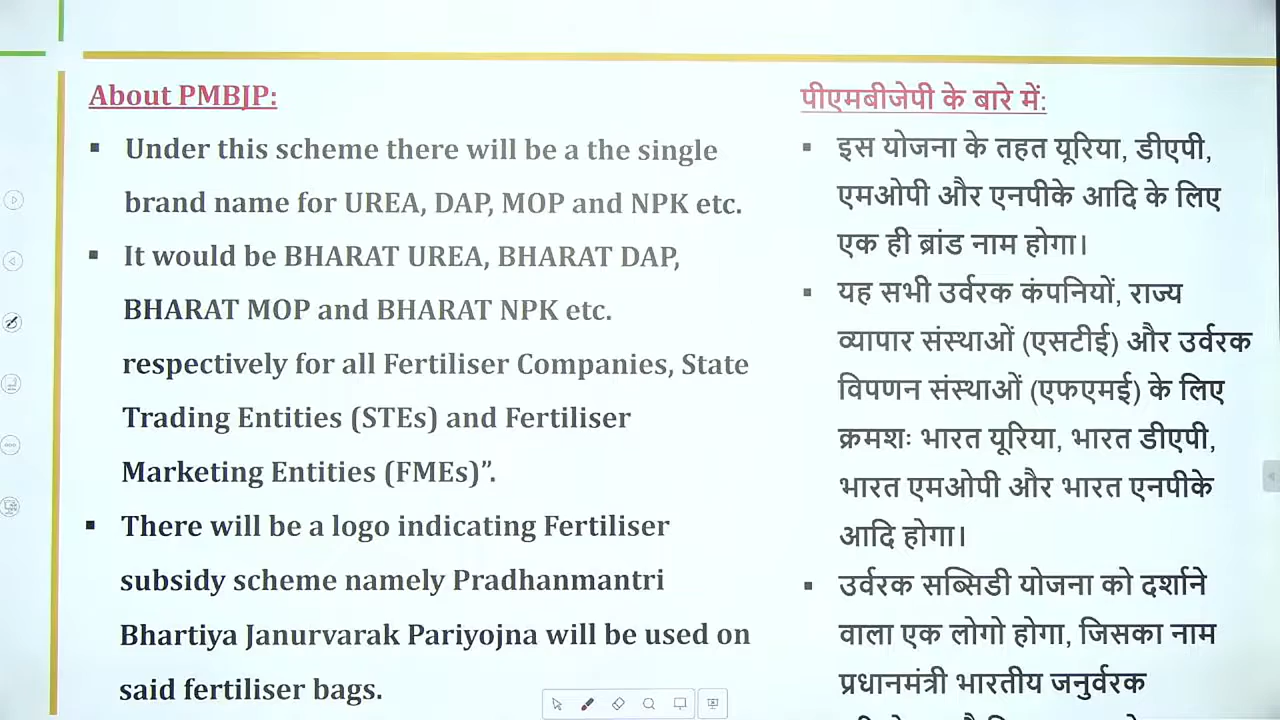 About PMBJP:
▪ Under this scheme there will be a the single
brand name for UREA, DAP, MOP and NPK etc.
▪ It would be BHARAT UREA, BHARAT DAP,
BHARAT MOP and BHARAT NPK etc.
respectively for all Fertiliser Companies, State
Trading Entities (STEs) and Fertiliser
Marketing Entities (FMEs)”.
▪ There will be a logo indicating Fertiliser
subsidy scheme namely Pradhanmantri
Bhartiya Janurvarak Pariyojna will be used on
said fertiliser bags.
पीएमबीजेपी के बारे में:
▪ इस योजना के तहत यूरिया, डीएपी,
एमओपी और एनपीके आदि के लिए
एक ही ब्रांड नाम होगा।
▪ यह सभी उर्वरक कंपनियों, राज्य
व्यापार संस्थाओं (एसटीई) और उर्वरक
विपणन संस्थाओं (एफएमई) के लिए
क्रमशः भारत यूरिया, भारत डीएपी,
भारत एमओपी और भारत एनपीके
आदि होगा।
▪ उर्वरक सब्सिडी योजना को दर्शाने
वाला एक लोगो होगा, जिसका नाम
प्रधानमंत्री भारतीय जनुर्वरक